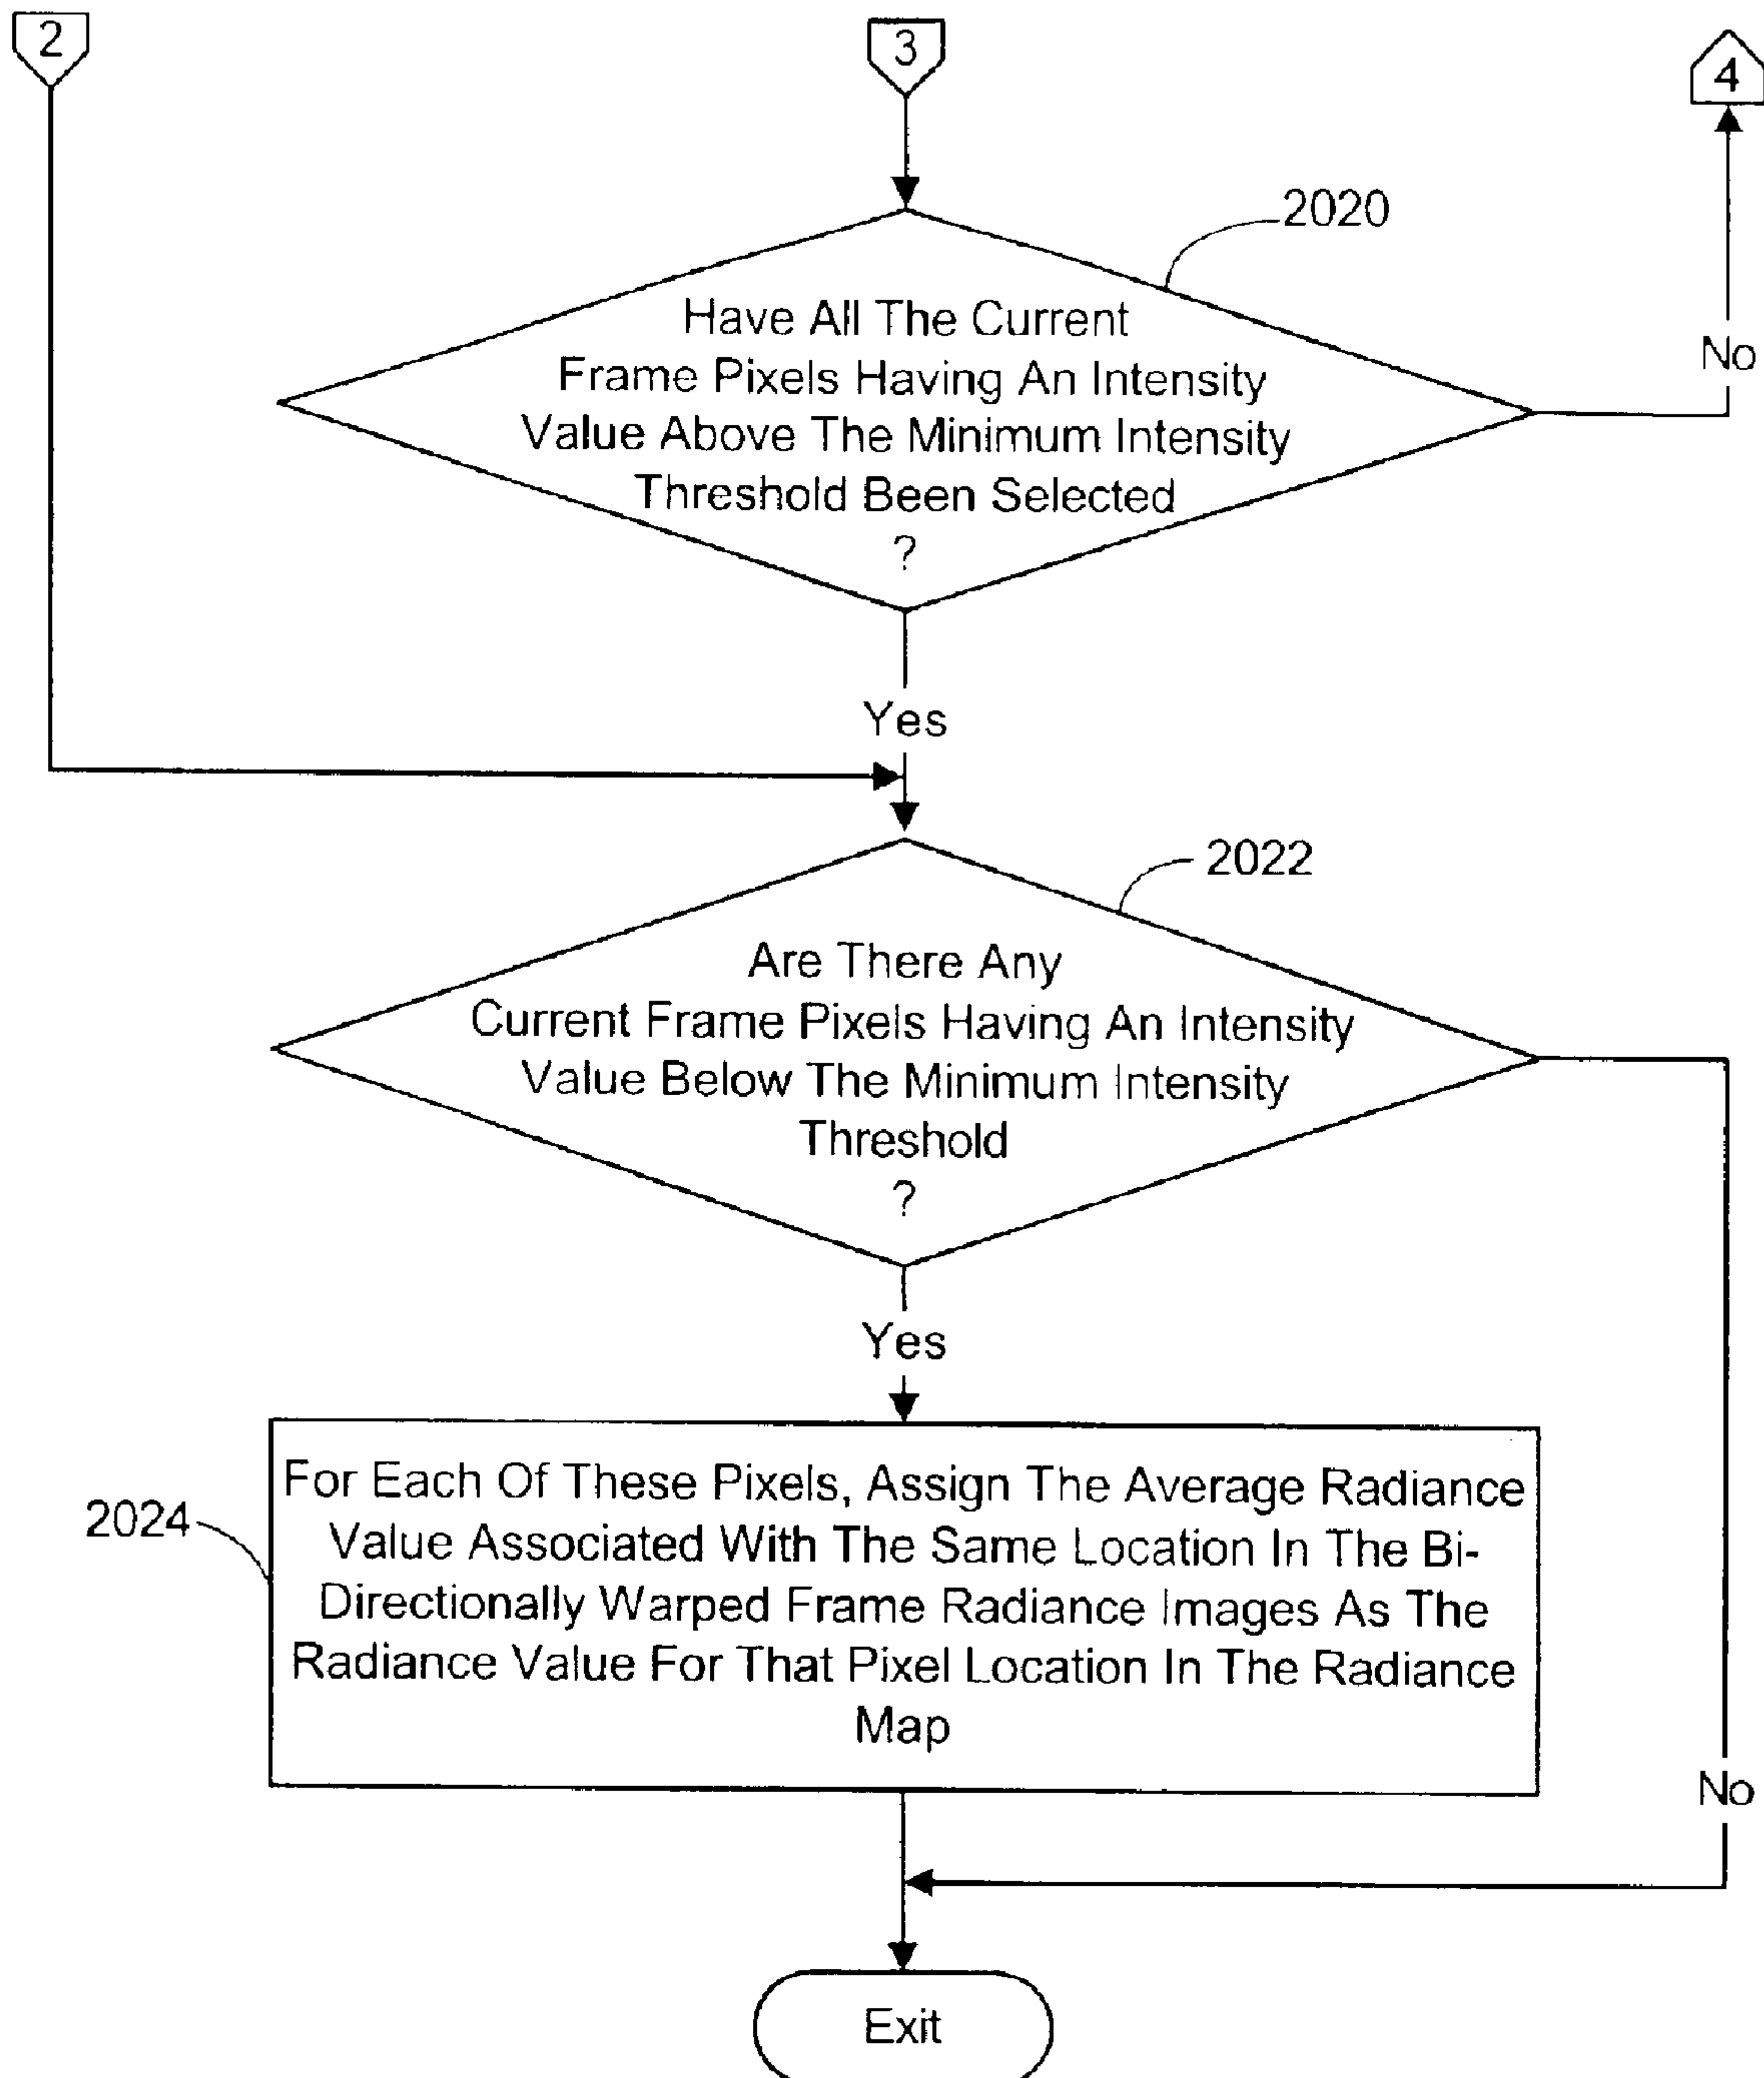 2
3
4
2020
Have All The Current
Frame Pixels Having An Intensity
Value Above The Minimum Intensity
Threshold Been Selected
?
No
Yes
2022
Are There Any
Current Frame Pixels Having An Intensity
Value Below The Minimum Intensity
Threshold
?
Yes
2024
For Each Of These Pixels, Assign The Average Radiance
Value Associated With The Same Location In The Bi-
Directionally Warped Frame Radiance Images As The
Radiance Value For That Pixel Location In The Radiance
Map
No
Exit